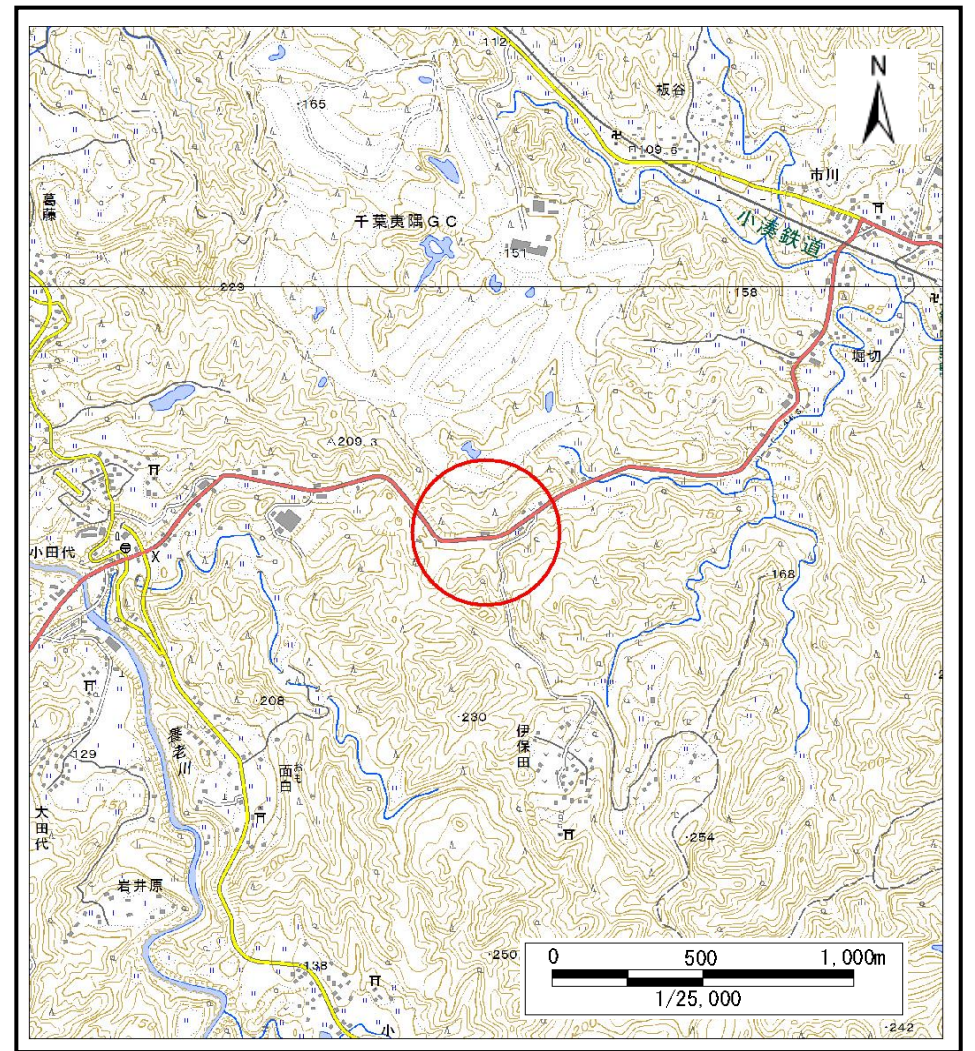 112
N
板谷
・165
109.6
市川
葛藤
千葉夷隅GC
小湊鉄道
・151
229
・158
堀切
209.3
小田代
X
・168
・208
・230
伊保田
養老川
おも
面白
・129
大田代
・254
岩井原
・250
138
小
0 500 1,000m
1/25,000
・242